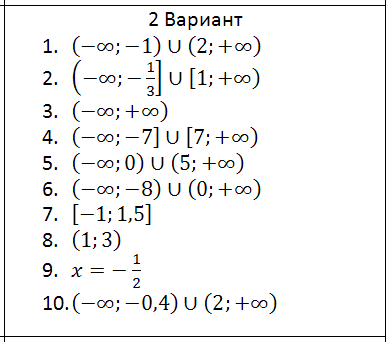 2 Вариант
1. (−∞; −1) ∪ (2; +∞)
2. (−∞; −1/3] ∪ [1; +∞)
3. (−∞; +∞)
4. (−∞; −7] ∪ [7; +∞)
5. (−∞; 0) ∪ (5; +∞)
6. (−∞; −8) ∪ (0; +∞)
7. [−1; 1,5]
8. (1; 3)
9. x = −1/2
10. (−∞; −0,4) ∪ (2; +∞)